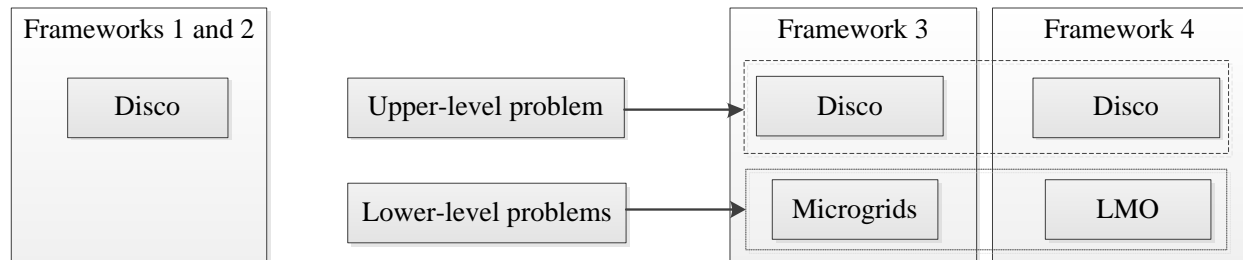 Frameworks 1 and 2
Disco
Upper-level problem
Lower-level problems
Framework 3
Disco
Microgrids
Framework 4
Disco
LMO